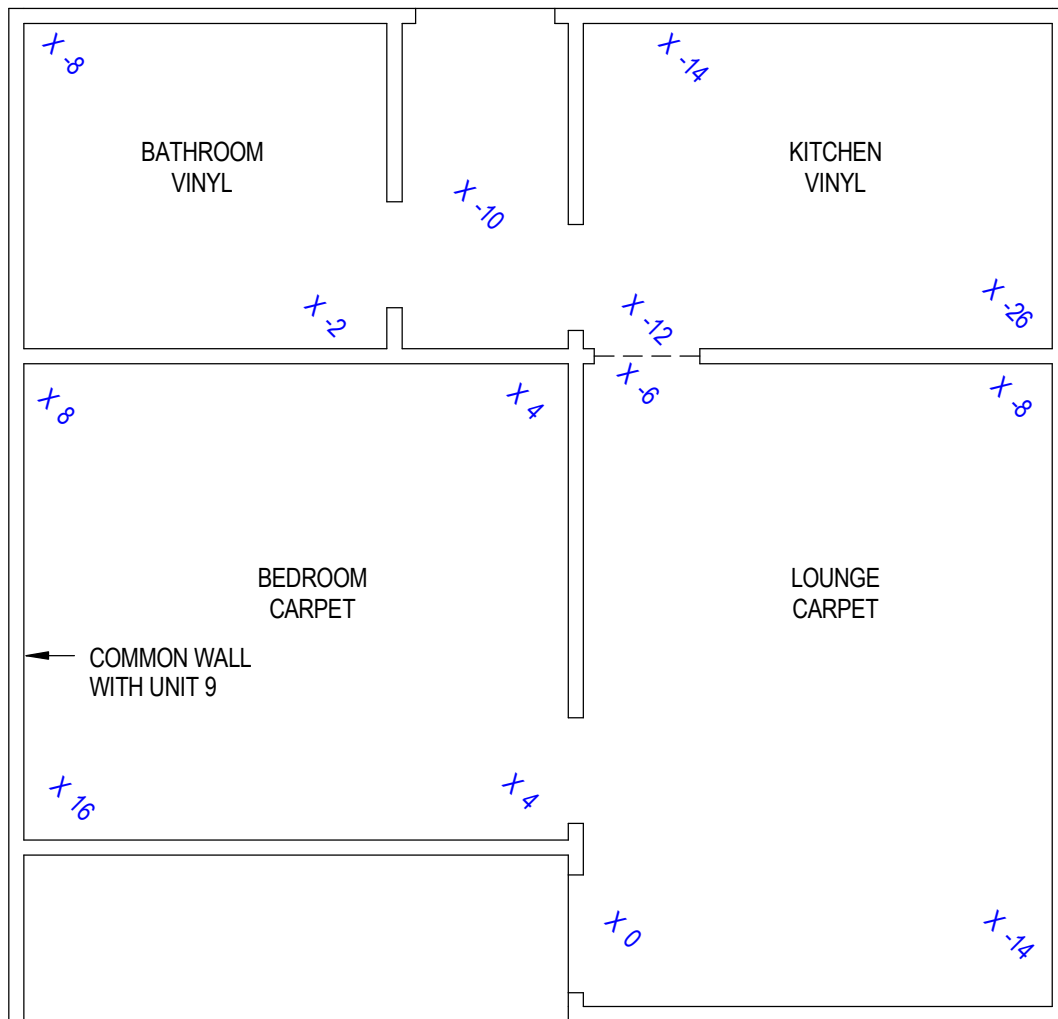 X -8
X -14
BATHROOM
VINYL
KITCHEN
VINYL
X -10
X -2
X -12
X -26
X 8
X 4
X -6
X -8
BEDROOM
CARPET
LOUNGE
CARPET
COMMON WALL
WITH UNIT 9
X 16
X 4
X 0
X -14